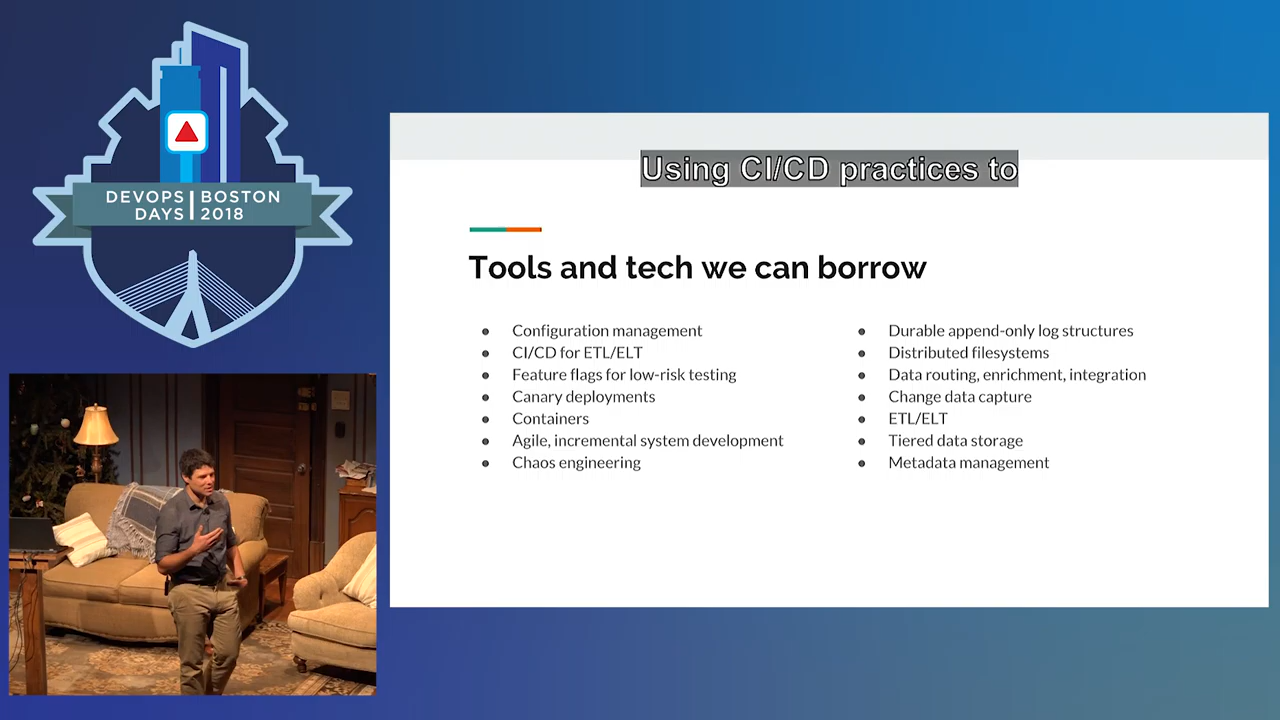 DEVOPS BOSTON
DAYS 2018
Using CI/CD practices to
Tools and tech we can borrow
Configuration management
CI/CD for ETL/ELT
Feature flags for low-risk testing
Canary deployments
Containers
Agile, incremental system development
Chaos engineering
Durable append-only log structures
Distributed filesystems
Data routing, enrichment, integration
Change data capture
ETL/ELT
Tiered data storage
Metadata management